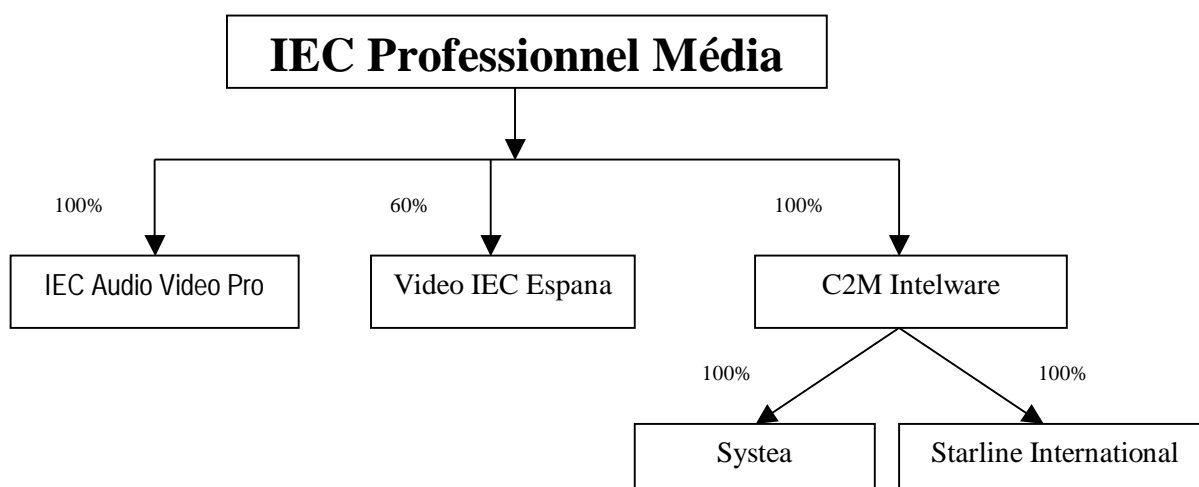 IEC Professionnel Média
100%
60%
100%
IEC Audio Video Pro
Video IEC Espana
C2M Intelware
100%
100%
Systea
Starline International